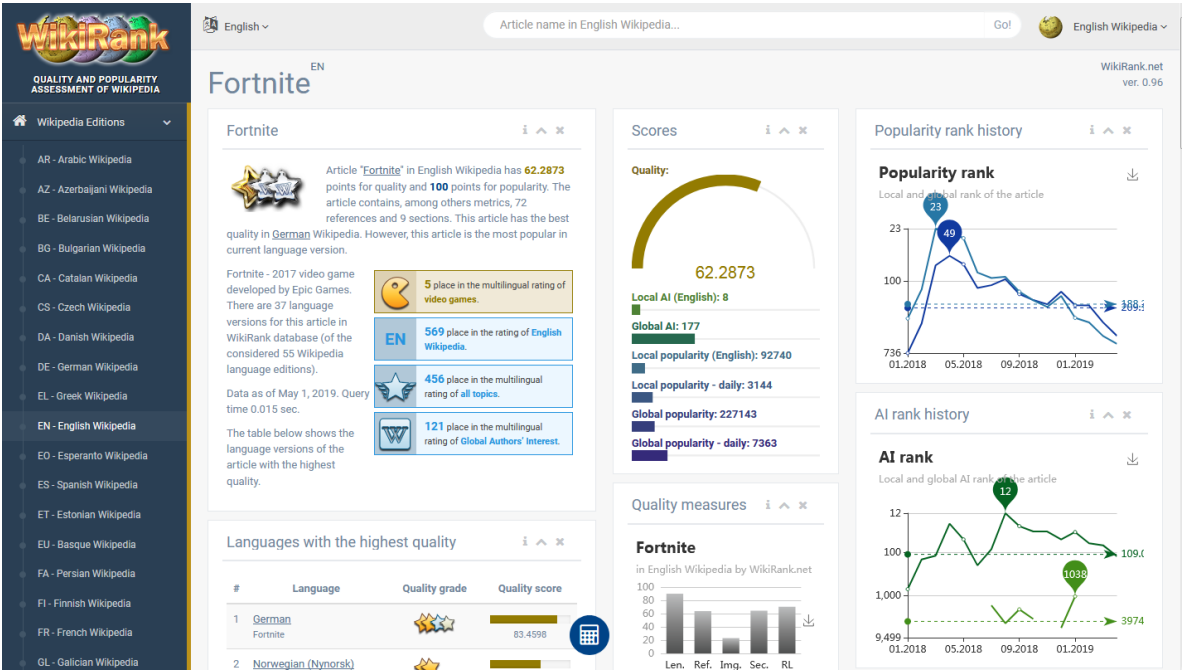 WikiRank
QUALITY AND POPULARITY
ASSESSMENT OF WIKIPEDIA
Wikipedia Editions
AR - Arabic Wikipedia
AZ - Azerbaijani Wikipedia
BE - Belarusian Wikipedia
BG - Bulgarian Wikipedia
CA - Catalan Wikipedia
CS - Czech Wikipedia
DA - Danish Wikipedia
DE - German Wikipedia
EL - Greek Wikipedia
EN - English Wikipedia
EO - Esperanto Wikipedia
ES - Spanish Wikipedia
ET - Estonian Wikipedia
EU - Basque Wikipedia
FA - Persian Wikipedia
FI - Finnish Wikipedia
FR - French Wikipedia
GL - Galician Wikipedia
English
Article name in English Wikipedia...
Go!
English Wikipedia
Fortnite EN
WikiRank.net
ver. 0.96
Fortnite
Article "Fortnite" in English Wikipedia has 62.2873
points for quality and 100 points for popularity. The
article contains, among others metrics, 72
references and 9 sections. This article has the best
quality in German Wikipedia. However, this article is the most popular in
current language version.
Fortnite - 2017 video game
developed by Epic Games.
There are 37 language
versions for this article in
WikiRank database (of the
considered 55 Wikipedia
language editions).
Data as of May 1, 2019. Query
time 0.015 sec.
The table below shows the
language versions of the
article with the highest
quality.
5 place in the multilingual rating of
video games.
EN
569 place in the rating of English
Wikipedia.
456 place in the multilingual
rating of all topics.
W
121 place in the multilingual
rating of Global Authors' Interest.
Languages with the highest quality
# Language Quality grade Quality score
1 German
Fortnite
83.4598
2 Norwegian (Nynorsk)
Scores
Quality:
62.2873
Local AI (English): 8
Global AI: 177
Local popularity (English): 92740
Local popularity - daily: 3144
Global popularity: 227143
Global popularity - daily: 7363
Quality measures
Fortnite
in English Wikipedia by WikiRank.net
100
80
60
40
20
0
Len. Ref. Img. Sec. RL
Popularity rank history
Popularity rank
Local and global rank of the article
23
49
23
100
736
01.2018 05.2018 09.2018 01.2019
AI rank history
AI rank
Local and global AI rank of the article
12
12
100
109.0
1038
1,000
3974
9,499
01.2018 05.2018 09.2018 01.2019